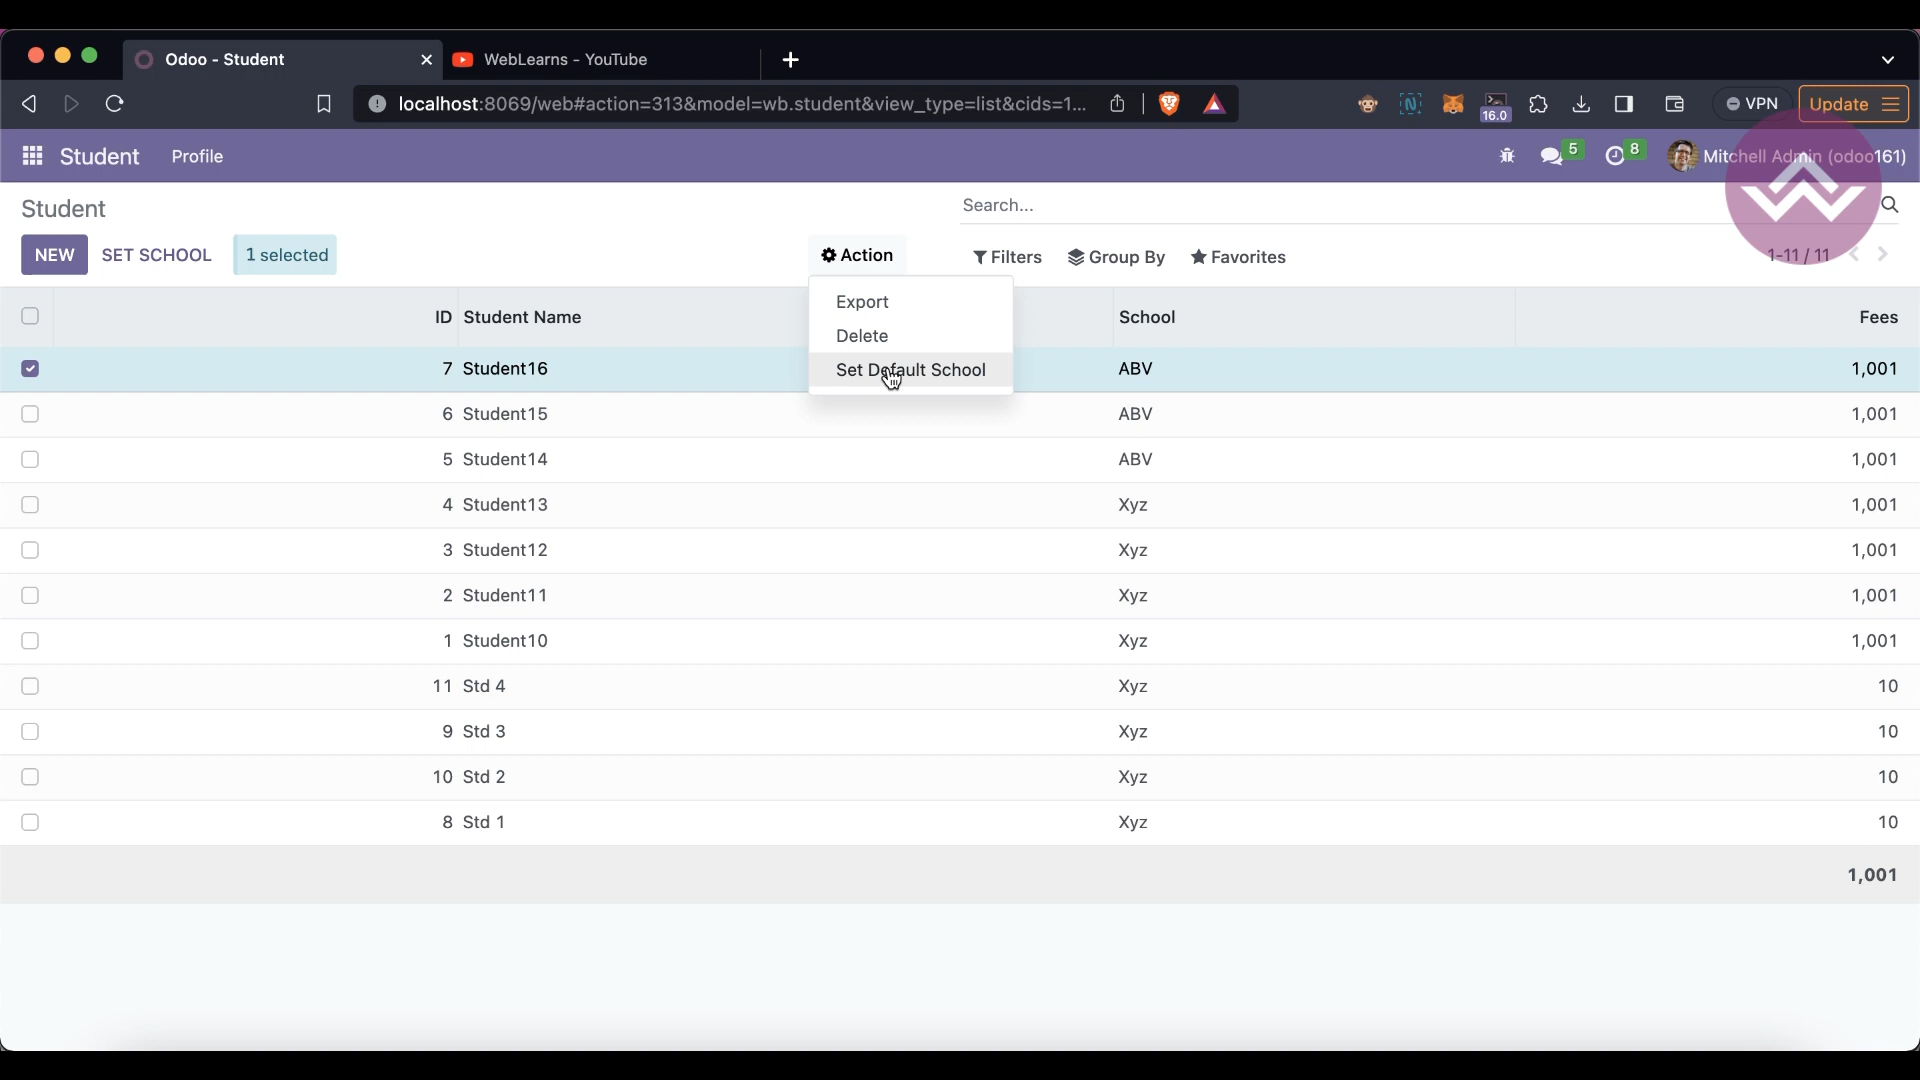 Odoo - Student
WebLearns - YouTube
localhost:8069/web#action=313&model=wb.student&view_type=list&cids=1...
16.0
VPN
Update
Student
Profile
5
8
Mitchell Admin (odoo161)
Student
Search...
NEW
SET SCHOOL
1 selected
Action
Filters
Group By
Favorites
1-11 / 11
Export
Delete
Set Default School
ID Student Name School Fees
7 Student16 ABV 1,001
6 Student15 ABV 1,001
5 Student14 ABV 1,001
4 Student13 Xyz 1,001
3 Student12 Xyz 1,001
2 Student11 Xyz 1,001
1 Student10 Xyz 1,001
11 Std 4 Xyz 10
9 Std 3 Xyz 10
10 Std 2 Xyz 10
8 Std 1 Xyz 10
1,001